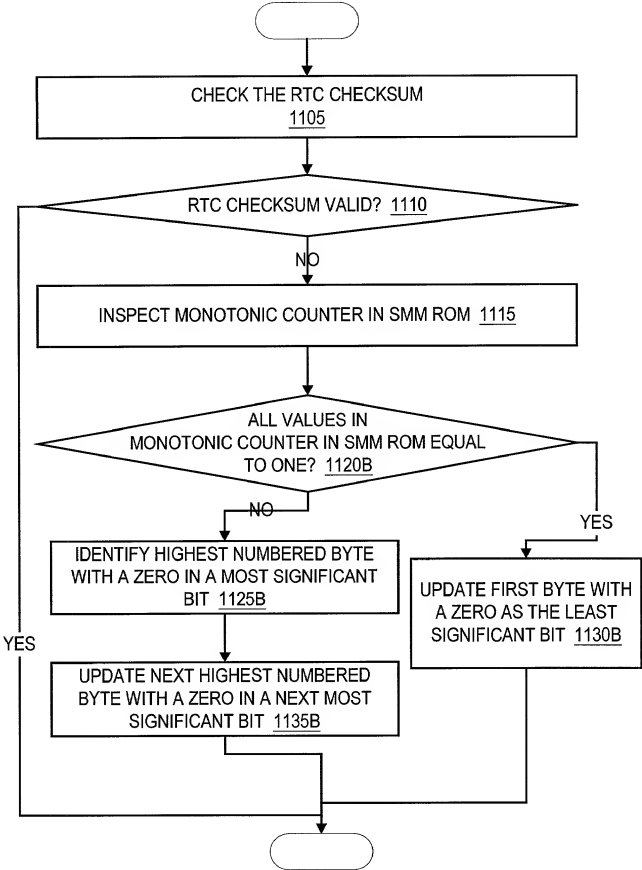 CHECK THE RTC CHECKSUM
1105
RTC CHECKSUM VALID? 1110
NO
INSPECT MONOTONIC COUNTER IN SMM ROM 1115
ALL VALUES IN
MONOTONIC COUNTER IN SMM ROM EQUAL
TO ONE? 1120B
NO
YES
IDENTIFY HIGHEST NUMBERED BYTE
WITH A ZERO IN A MOST SIGNIFICANT
BIT 1125B
UPDATE FIRST BYTE WITH
A ZERO AS THE LEAST
SIGNIFICANT BIT 1130B
YES
UPDATE NEXT HIGHEST NUMBERED
BYTE WITH A ZERO IN A NEXT MOST
SIGNIFICANT BIT 1135B